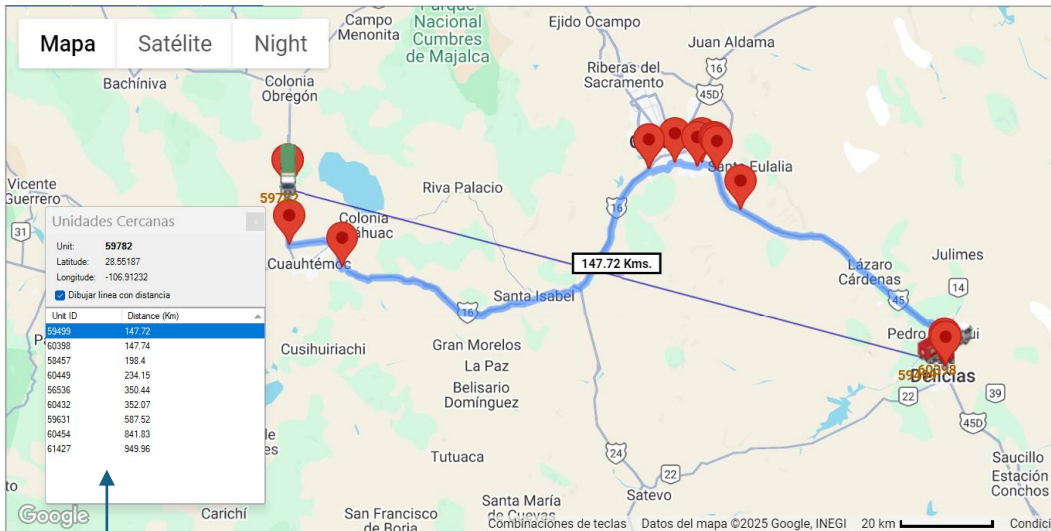 Mapa Satélite Night
Parque
Nacional
Cumbres
de Majalca
Campo
Menonita
Ejido Ocampo
Juan Aldama
16
Riberas del
Sacramento
45D
Bachíniva
Colonia
Obregón
Santa Eulalia
Vicente
Guerrero
Riva Palacio
31
Colonia
Cuauhtémoc
16
147.72 Kms.
Lázaro
Cárdenas
Julimes
14
45
Santa Isabel
16
Pedro
Cusihuiriachi
Gran Morelos
La Paz
Belisario
Domínguez
60398
Delicias
22
39
45D
Tutuaca
24
22
Satevo
Saucillo
Estación
Conchos
Santa María
de Cuevas
San Francisco
de Borja
Carichí
Unidades Cercanas
Unit: 59782
Latitude: 28.55187
Longitude: -106.91232
Dibujar linea con distancia
Unit ID Distance (Km)
59499 147.72
60398 147.74
58457 198.4
60449 234.15
56536 350.44
60432 352.07
59631 587.52
60454 841.83
61427 949.96
Google
Combinaciones de teclas Datos del mapa ©2025 Google, INEGI 20 km